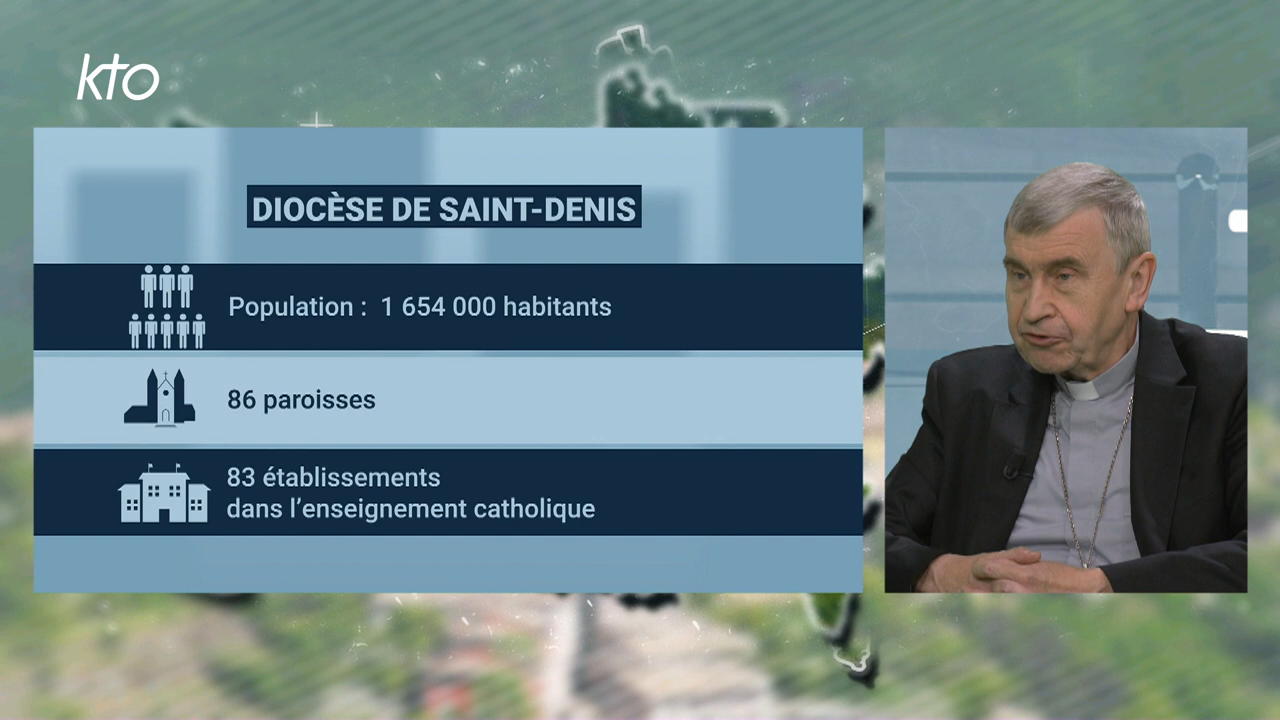 kto
DIOCÈSE DE SAINT-DENIS
Population : 1 654 000 habitants
86 paroisses
83 établissements
dans l’enseignement catholique